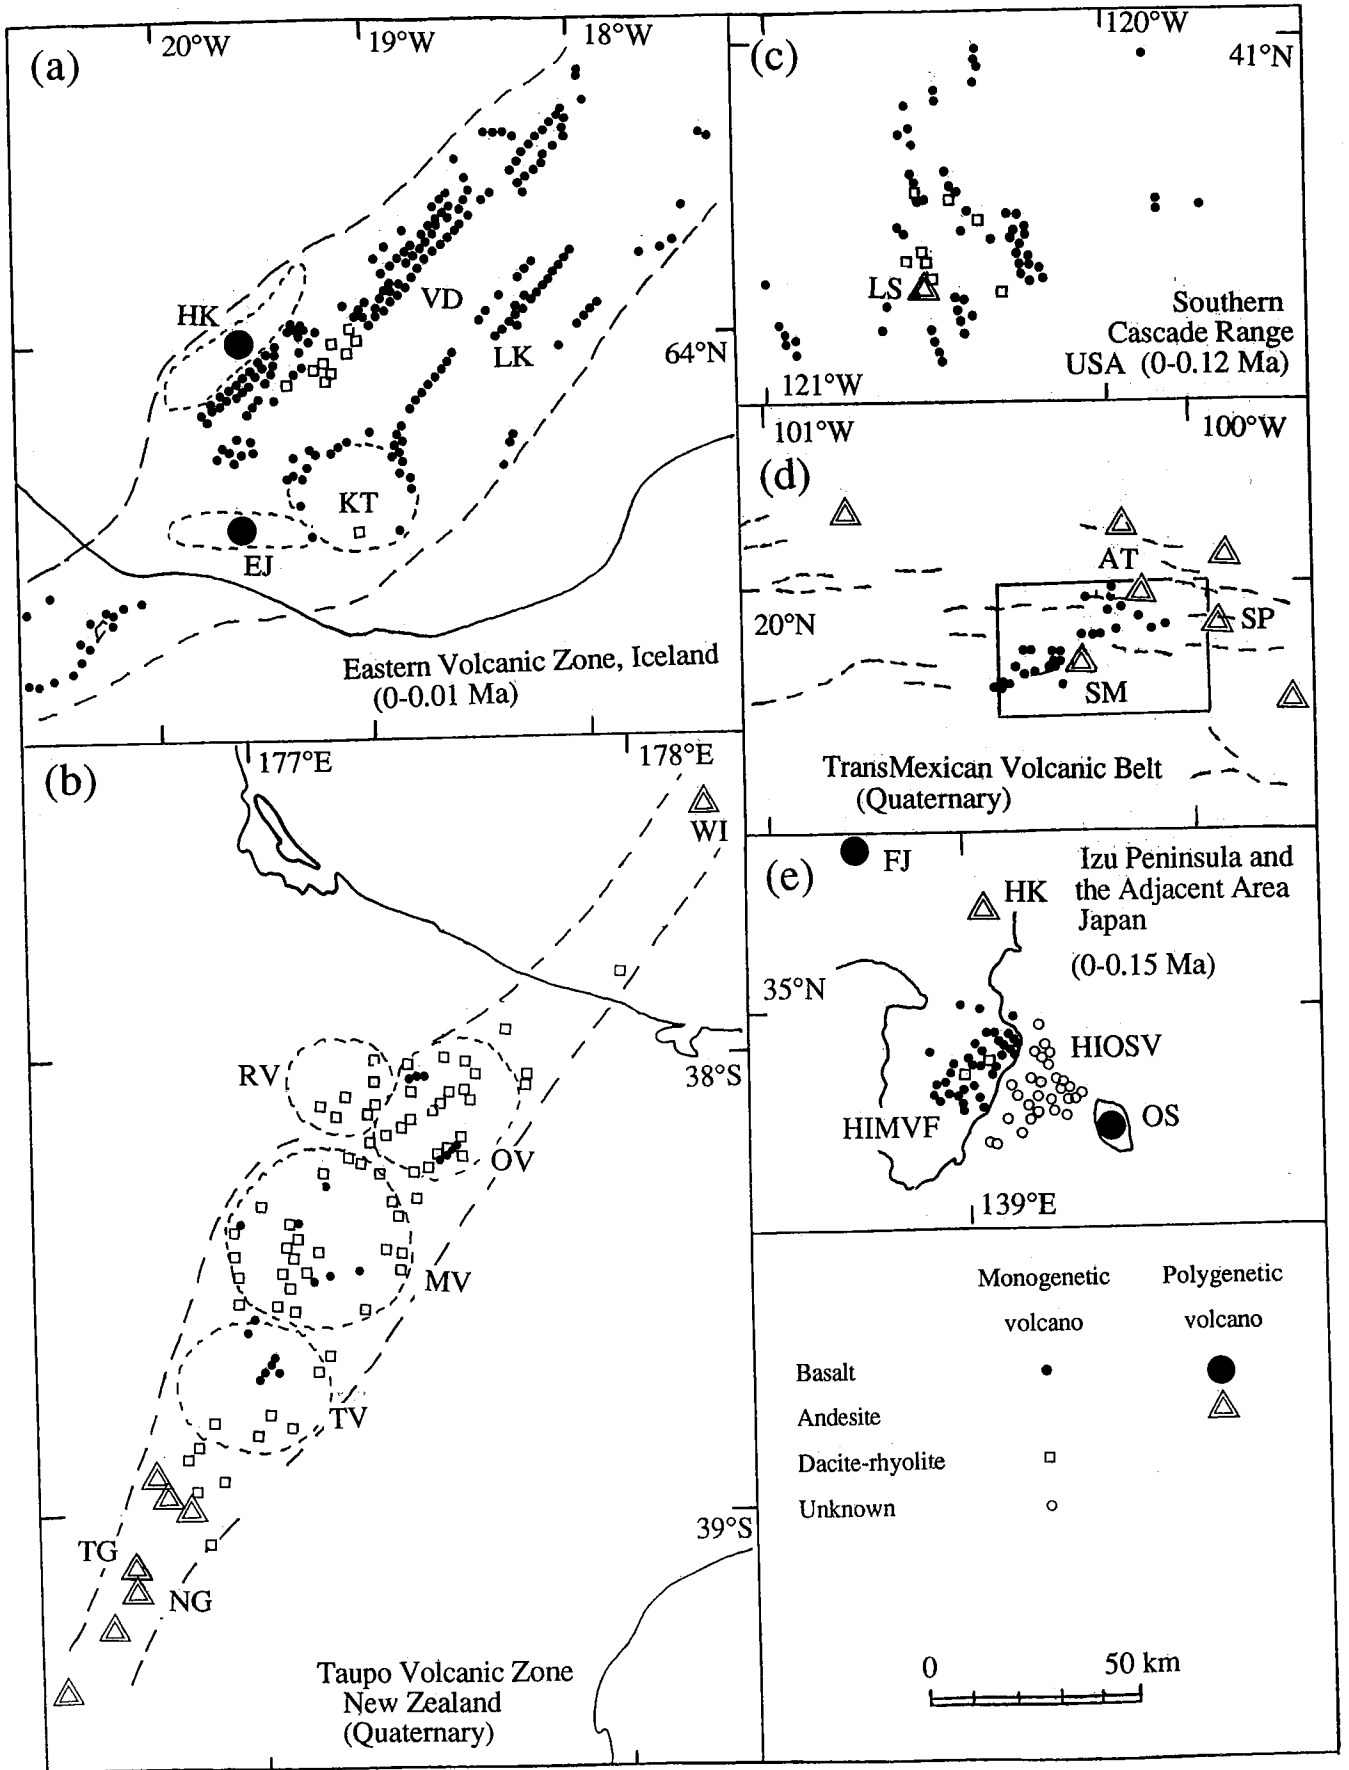 (a)
20°W
19°W
18°W
HK
VD
LK
64°N
KT
EJ
Eastern Volcanic Zone, Iceland
(0-0.01 Ma)
(b)
177°E
178°E
WI
RV
38°S
OV
MV
TV
39°S
TG
NG
Taupo Volcanic Zone
New Zealand
(Quaternary)
(c)
120°W
41°N
LS
Southern
Cascade Range
USA (0-0.12 Ma)
121°W
101°W
100°W
(d)
AT
20°N
SP
SM
TransMexican Volcanic Belt
(Quaternary)
(e)
FJ
HK
Izu Peninsula and
the Adjacent Area
Japan
(0-0.15 Ma)
35°N
HIOSV
HIMVF
OS
139°E
Monogenetic
volcano
Polygenetic
volcano
Basalt
Andesite
Dacite-rhyolite
Unknown
0
50 km